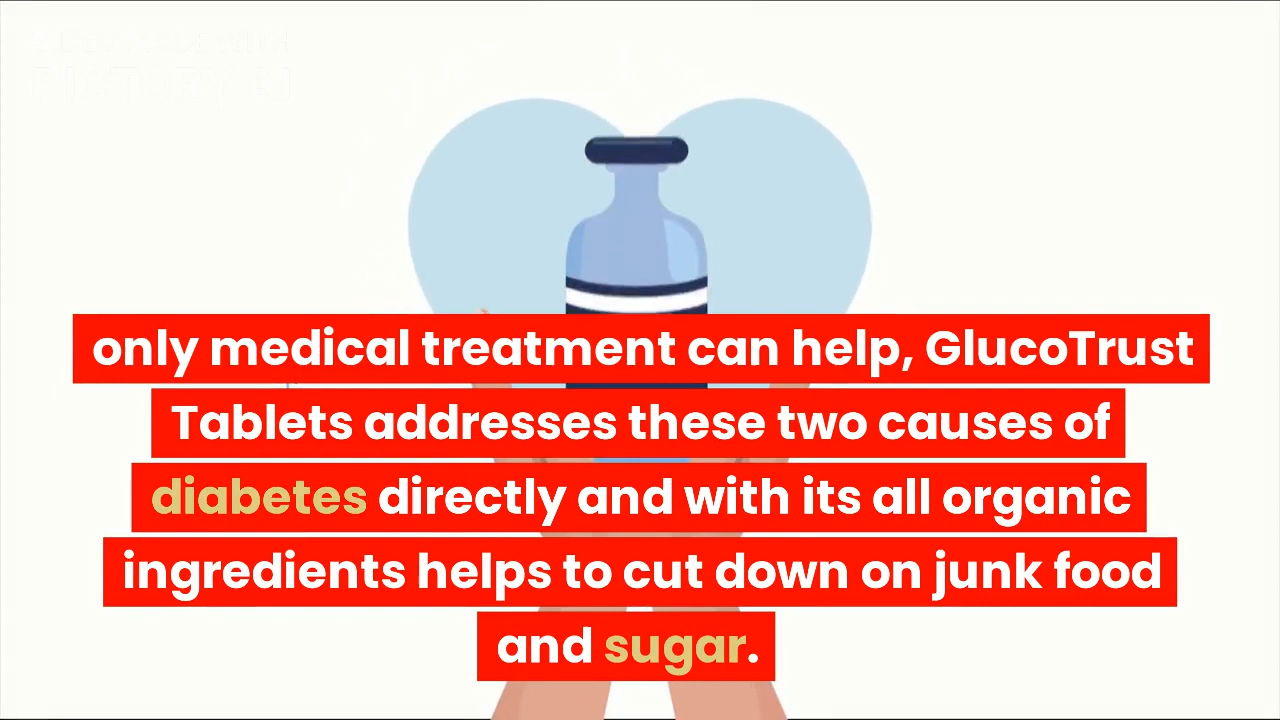 only medical treatment can help, GlucoTrust
Tablets addresses these two causes of
diabetes directly and with its all organic
ingredients helps to cut down on junk food
and sugar.